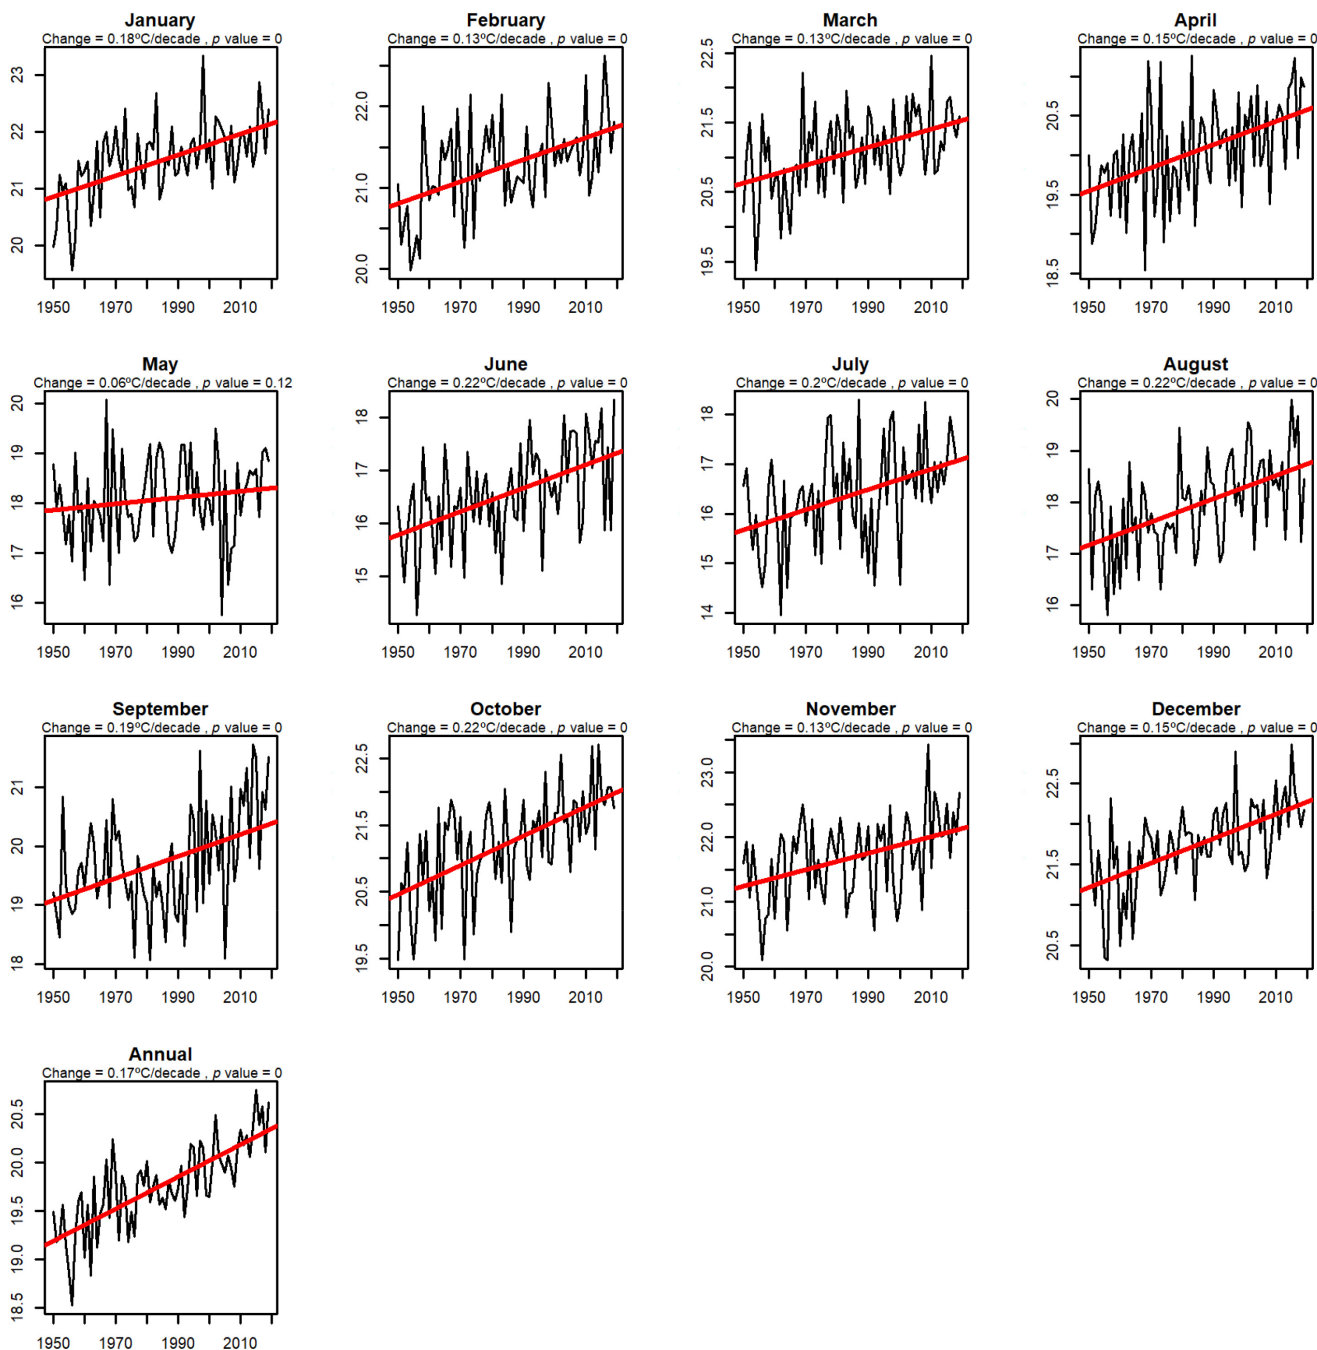 January
Change = 0.18ºC/decade , p value = 0
23
22
21
20
1950 1970 1990 2010
February
Change = 0.13ºC/decade , p value = 0
22.0
21.0
20.0
1950 1970 1990 2010
March
Change = 0.13ºC/decade , p value = 0
22.5
21.5
20.5
19.5
1950 1970 1990 2010
April
Change = 0.15ºC/decade , p value = 0
20.5
19.5
18.5
1950 1970 1990 2010
May
Change = 0.06ºC/decade , p value = 0.12
20
19
18
17
16
1950 1970 1990 2010
June
Change = 0.22ºC/decade , p value = 0
18
17
16
15
1950 1970 1990 2010
July
Change = 0.2ºC/decade , p value = 0
18
17
16
15
14
1950 1970 1990 2010
August
Change = 0.22ºC/decade , p value = 0
20
19
18
17
16
1950 1970 1990 2010
September
Change = 0.19ºC/decade , p value = 0
21
20
19
18
1950 1970 1990 2010
October
Change = 0.22ºC/decade , p value = 0
22.5
21.5
20.5
19.5
1950 1970 1990 2010
November
Change = 0.13ºC/decade , p value = 0
23.0
22.0
21.0
20.0
1950 1970 1990 2010
December
Change = 0.15ºC/decade , p value = 0
22.5
21.5
20.5
1950 1970 1990 2010
Annual
Change = 0.17ºC/decade , p value = 0
20.5
20.0
19.5
19.0
18.5
1950 1970 1990 2010